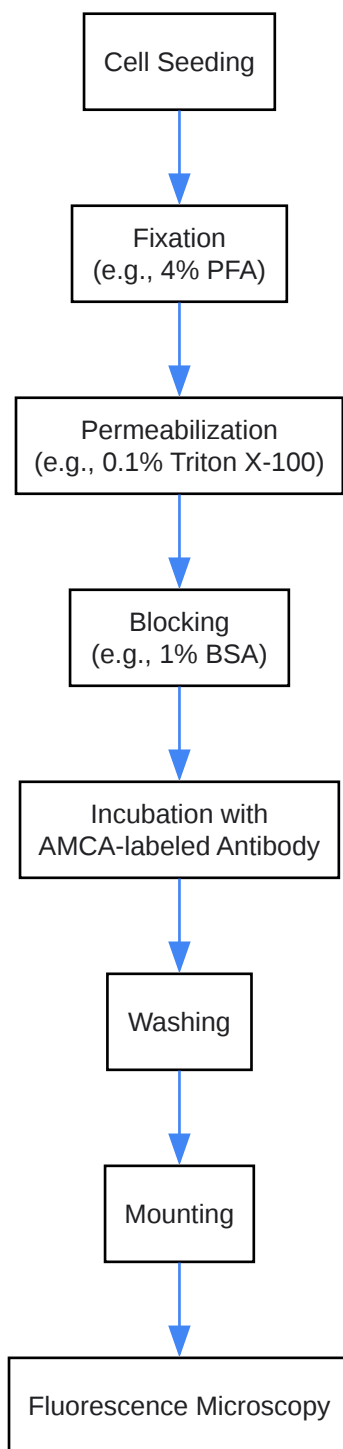 Cell Seeding
Fixation
(e.g., 4% PFA)
Permeabilization
(e.g., 0.1% Triton X-100)
Blocking
(e.g., 1% BSA)
Incubation with
AMCA-labeled Antibody
Washing
Mounting
Fluorescence Microscopy